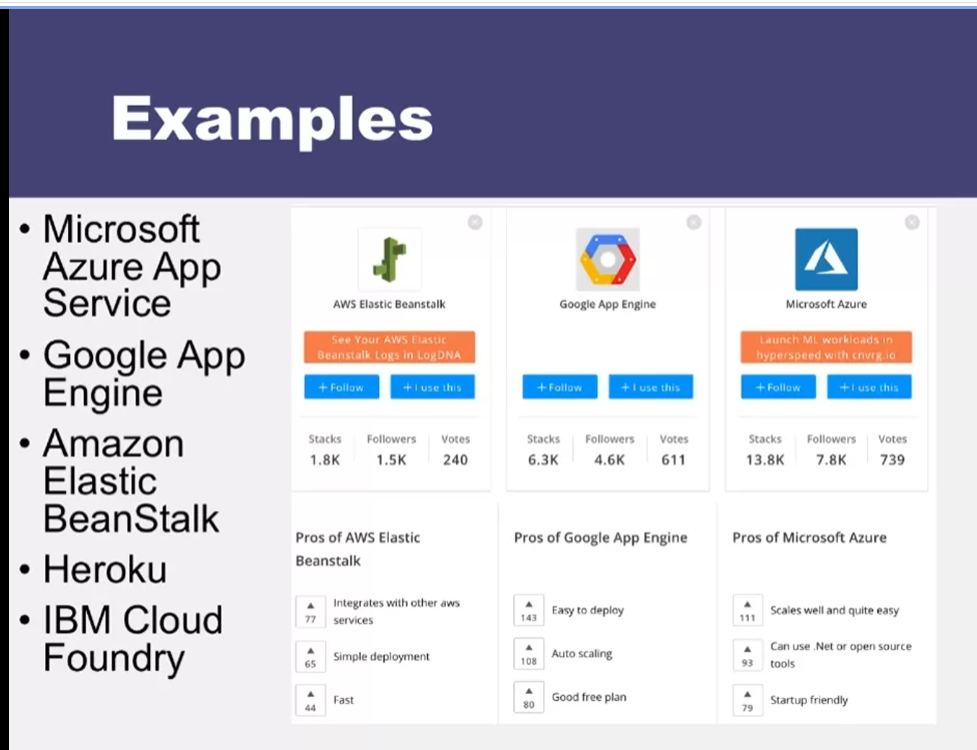 Examples
• Microsoft
Azure App
Service
• Google App
Engine
• Amazon
Elastic
BeanStalk
• Heroku
• IBM Cloud
Foundry
AWS Elastic Beanstalk
See Your AWS Elastic
Beanstalk Logs in LogDNA
+ Follow
+ I use this
Stacks Followers Votes
1.8K 1.5K 240
Google App Engine
+ Follow
+ I use this
Stacks Followers Votes
6.3K 4.6K 611
Microsoft Azure
Launch ML workloads in
hyperspeed with cnvrg.io
+ Follow
+ I use this
Stacks Followers Votes
13.8K 7.8K 739
Pros of AWS Elastic
Beanstalk
77 Integrates with other aws
services
65 Simple deployment
44 Fast
Pros of Google App Engine
143 Easy to deploy
108 Auto scaling
80 Good free plan
Pros of Microsoft Azure
111 Scales well and quite easy
93 Can use .Net or open source
tools
79 Startup friendly